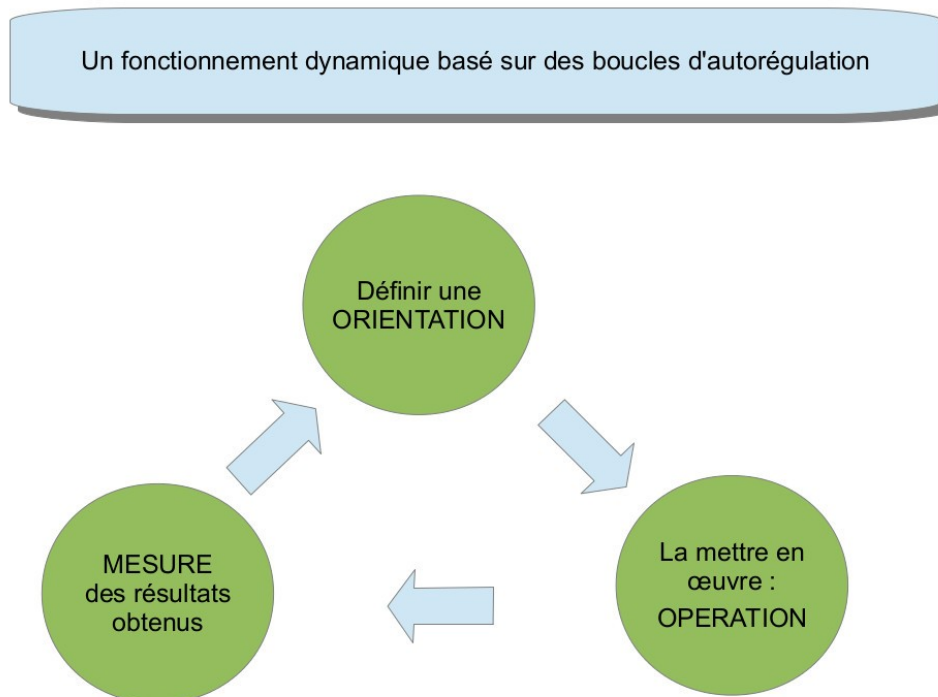 Un fonctionnement dynamique basé sur des boucles d'autorégulation
Définir une
ORIENTATION
MESURE
des résultats
obtenus
La mettre en
œuvre :
OPERATION